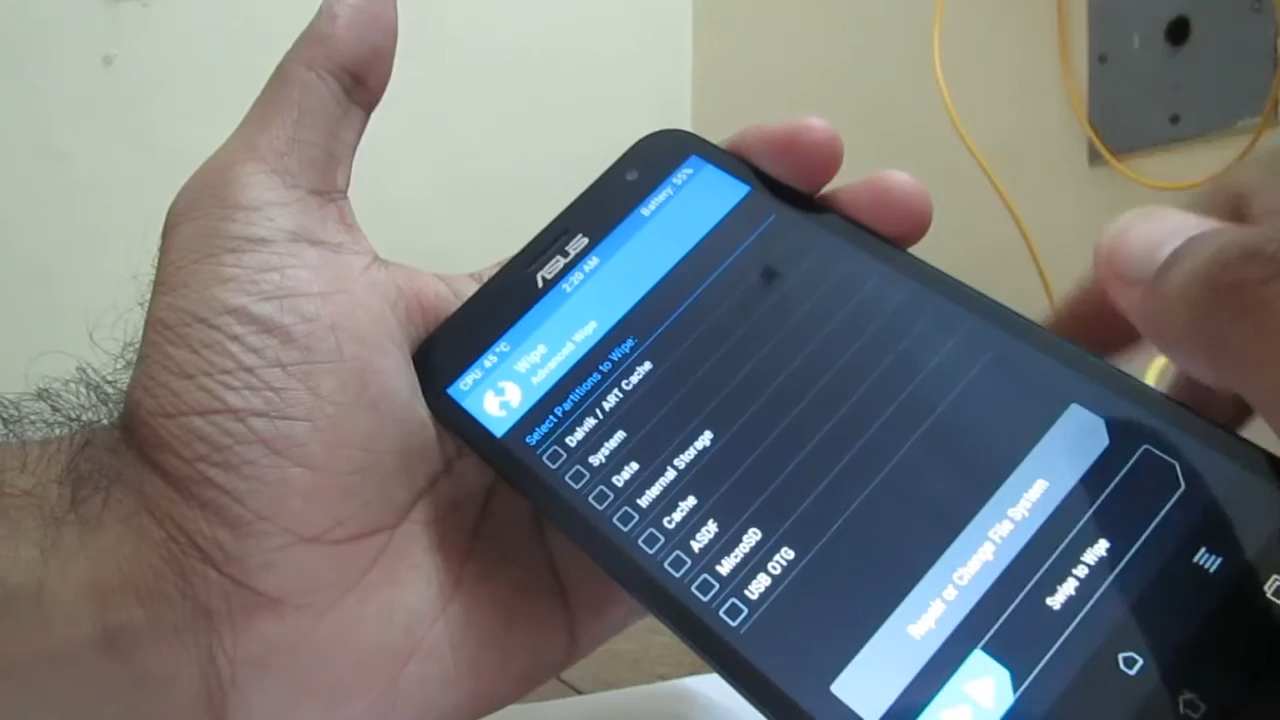 ASUS
CPU: 45 °C
2:20 AM
Battery: 55%
Wipe
Advanced Wipe
Select Partitions to Wipe:
Dalvik / ART Cache
System
Data
Internal Storage
Cache
ASDF
MicroSD
USB OTG
Repair or Change File System
Swipe to Wipe